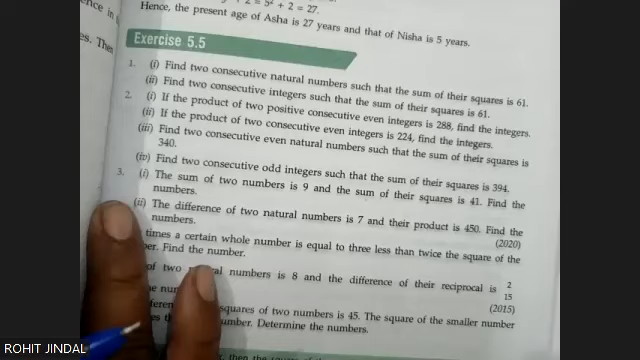 y + 2 = 5² + 2 = 27.
Hence, the present age of Asha is 27 years and that of Nisha is 5 years.
Exercise 5.5
1. (i) Find two consecutive natural numbers such that the sum of their squares is 61.
(ii) Find two consecutive integers such that the sum of their squares is 61.
2. (i) If the product of two positive consecutive even integers is 288, find the integers.
(ii) If the product of two consecutive even integers is 224, find the integers.
(iii) Find two consecutive even natural numbers such that the sum of their squares is
340.
(iv) Find two consecutive odd integers such that the sum of their squares is 394.
3. (i) The sum of two numbers is 9 and the sum of their squares is 41. Find the
numbers.
(ii) The difference of two natural numbers is 7 and their product is 450. Find the
numbers. (2020)
times a certain whole number is equal to three less than twice the square of the
Find the number.
of two numbers is 8 and the difference of their reciprocal is 2/15
(2015)
squares of two numbers is 45. The square of the smaller number
Determine the numbers.
ence in
es. Then
ROHIT JINDAL